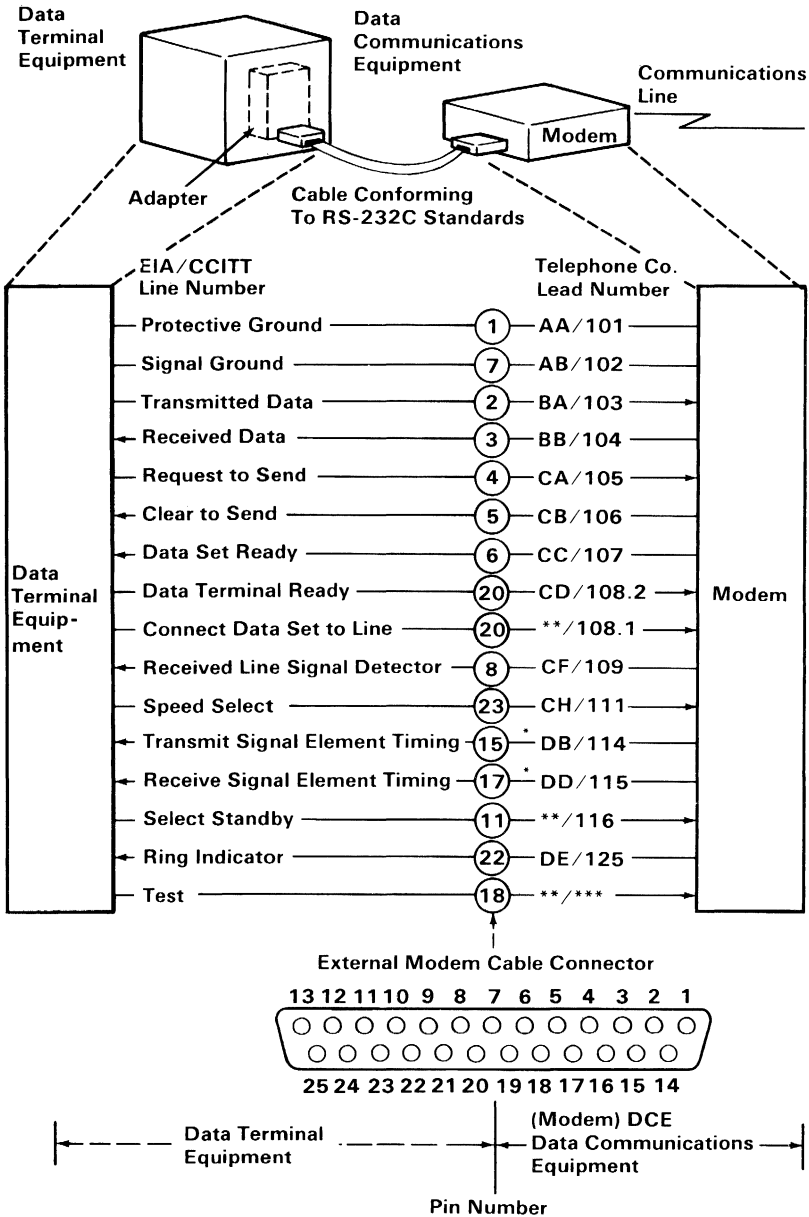 Data
Terminal
Equipment
Data
Communications
Equipment
Communications
Line
Modem
Adapter
Cable Conforming
To RS-232C Standards
EIA/CCITT
Line Number
Telephone Co.
Lead Number
Protective Ground 1 AA/101
Signal Ground 7 AB/102
Transmitted Data 2 BA/103
Received Data 3 BB/104
Request to Send 4 CA/105
Clear to Send 5 CB/106
Data Set Ready 6 CC/107
Data Terminal Ready 20 CD/108.2
Connect Data Set to Line 20 **/108.1
Received Line Signal Detector 8 CF/109
Speed Select 23 CH/111
Transmit Signal Element Timing 15 * DB/114
Receive Signal Element Timing 17 * DD/115
Select Standby 11 **/116
Ring Indicator 22 DE/125
Test 18 **/***
Data
Terminal
Equip-
ment
Modem
External Modem Cable Connector
13 12 11 10 9 8 7 6 5 4 3 2 1
25 24 23 22 21 20 19 18 17 16 15 14
Data Terminal
Equipment
(Modem) DCE
Data Communications
Equipment
Pin Number